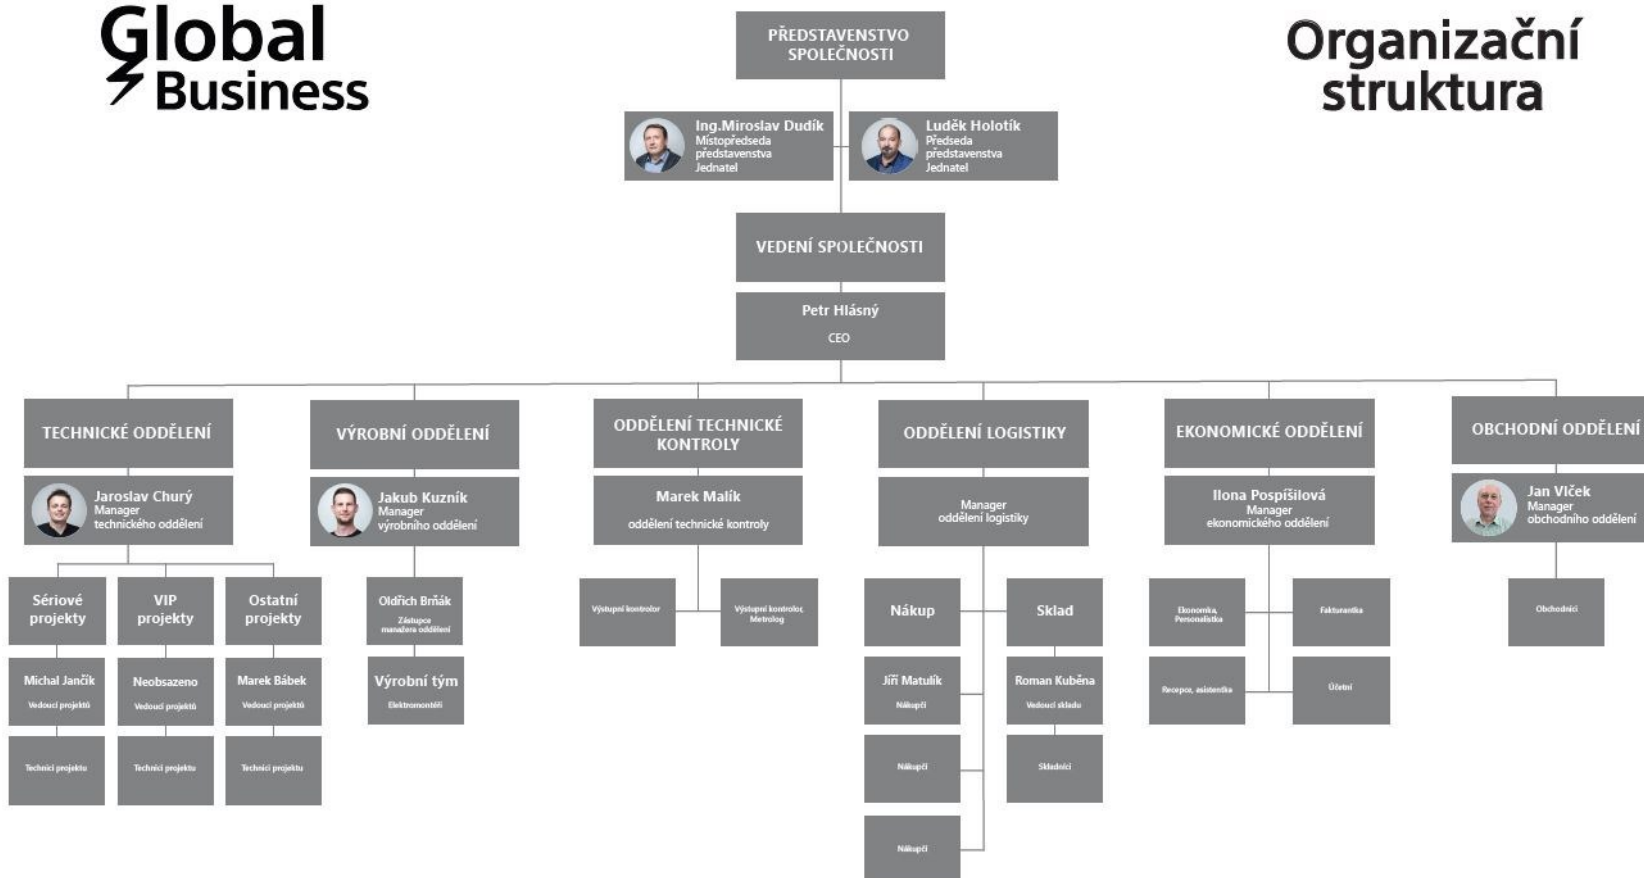 Global
Business
Organizační
struktura
PŘEDSTAVENSTVO
SPOLEČNOSTI
Ing.Miroslav Dudík
Místopředseda
představenstva
Jednatel
Luděk Holotík
Předseda
představenstva
Jednatel
VEDENÍ SPOLEČNOSTI
Petr Hlásný
CEO
TECHNICKÉ ODDĚLENÍ
Jaroslav Churý
Manager
technického oddělení
Sériové
projekty
VIP
projekty
Ostatní
projekty
Michal Jančík
Vedoucí projektů
Neobsazeno
Vedoucí projektů
Marek Bábek
Vedoucí projektů
Technici projektu
Technici projektu
Technici projektu
VÝROBNÍ ODDĚLENÍ
Jakub Kuzník
Manager
výrobního oddělení
Oldřich Brňák
Zástupce
manažera oddělení
Výrobní tým
Elektromontéři
ODDĚLENÍ TECHNICKÉ
KONTROLY
Marek Malík
oddělení technické kontroly
Výstupní kontrolor
Výstupní kontrolor,
Metrolog
ODDĚLENÍ LOGISTIKY
Manager
oddělení logistiky
Nákup
Sklad
Jiří Matulík
Nákupčí
Roman Kuběna
Vedoucí skladu
Nákupčí
Skladníci
Nákupčí
EKONOMICKÉ ODDĚLENÍ
Ilona Pospíšilová
Manager
ekonomického oddělení
Ekonomka,
Personalistka
Fakturantka
Recepce, asistentka
Účetní
OBCHODNÍ ODDĚLENÍ
Jan Vlček
Manager
obchodního oddělení
Obchodníci